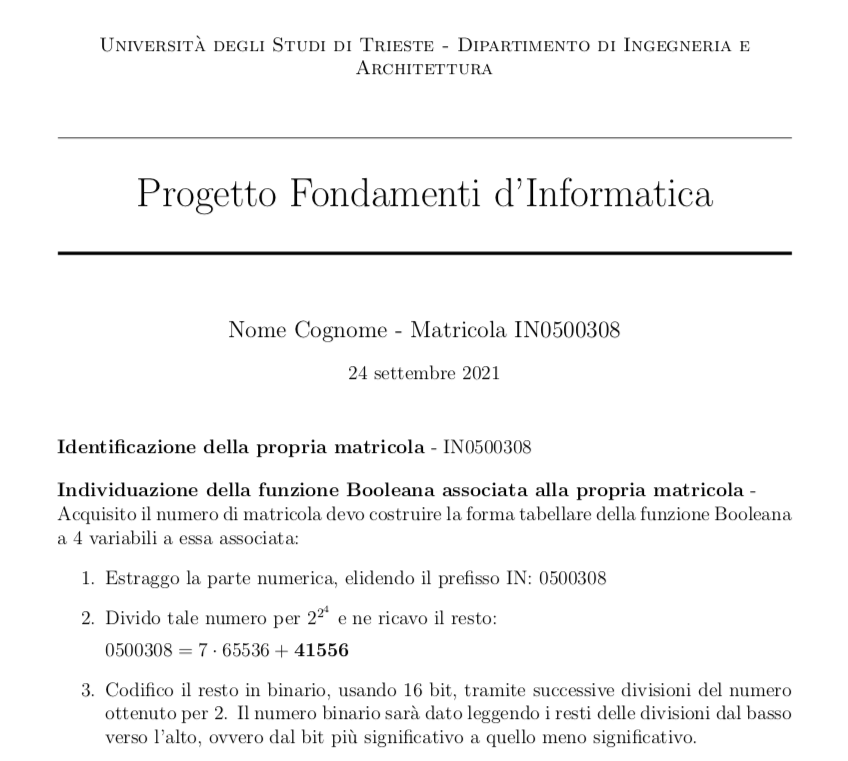 Università degli Studi di Trieste - Dipartimento di Ingegneria e
Architettura
Progetto Fondamenti d'Informatica
Nome Cognome - Matricola IN0500308
24 settembre 2021
Identificazione della propria matricola - IN0500308
Individuazione della funzione Booleana associata alla propria matricola -
Acquisito il numero di matricola devo costruire la forma tabellare della funzione Booleana
a 4 variabili a essa associata:
1. Estraggo la parte numerica, elidendo il prefisso IN: 0500308
2. Divido tale numero per 2^{2^4} e ne ricavo il resto:
0500308 = 7 · 65536 + 41556
3. Codifico il resto in binario, usando 16 bit, tramite successive divisioni del numero
ottenuto per 2. Il numero binario sarà dato leggendo i resti delle divisioni dal basso
verso l'alto, ovvero dal bit più significativo a quello meno significativo.